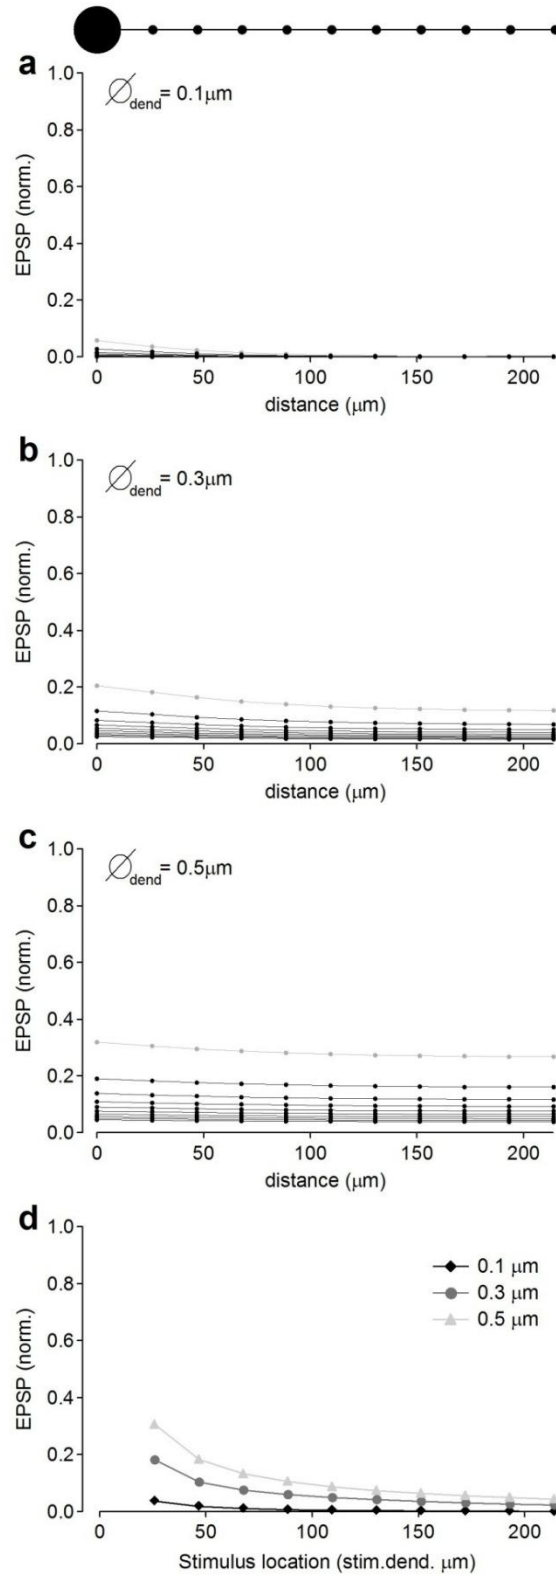 a
1.0
0.8
0.6
0.4
0.2
0.0
EPSP (norm.)
dend = 0.1μm
0 50 100 150 200
distance (μm)
b
1.0
0.8
0.6
0.4
0.2
0.0
EPSP (norm.)
dend = 0.3μm
0 50 100 150 200
distance (μm)
c
1.0
0.8
0.6
0.4
0.2
0.0
EPSP (norm.)
dend = 0.5μm
0 50 100 150 200
distance (μm)
d
1.0
0.8
0.6
0.4
0.2
0.0
EPSP (norm.)
0.1 μm
0.3 μm
0.5 μm
0 50 100 150 200
Stimulus location (stim.dend. μm)